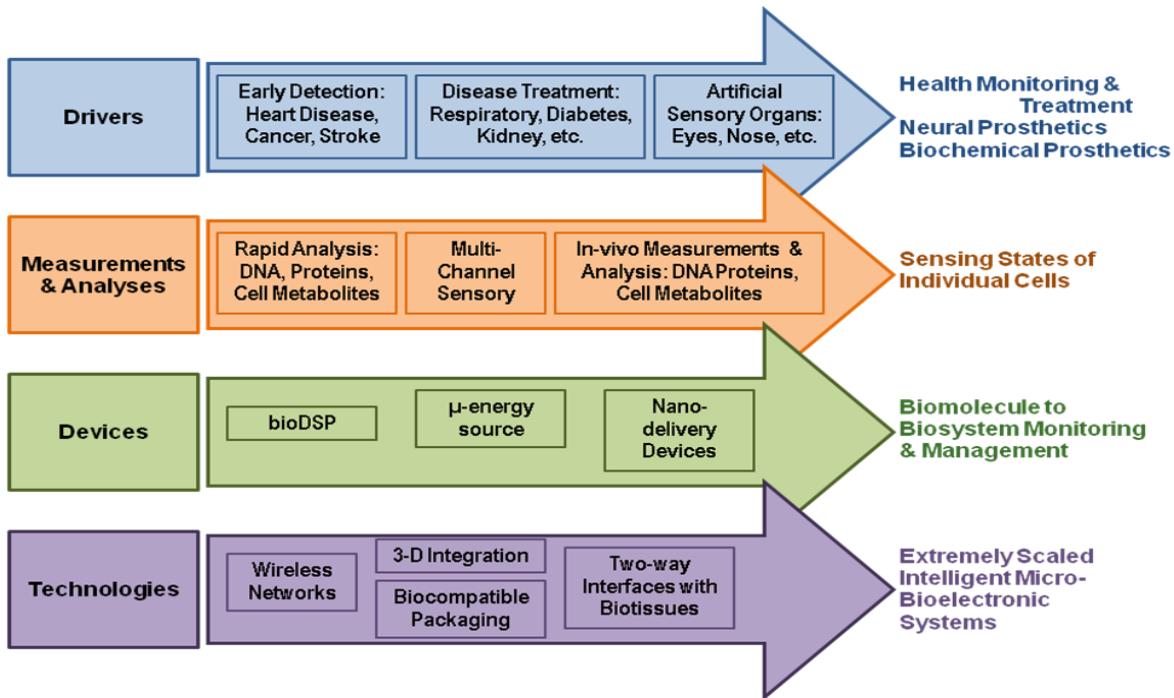 Drivers
Early Detection:
Heart Disease,
Cancer, Stroke
Disease Treatment:
Respiratory, Diabetes,
Kidney, etc.
Artificial
Sensory Organs:
Eyes, Nose, etc.
Health Monitoring &
Treatment
Neural Prosthetics
Biochemical Prosthetics
Measurements
& Analyses
Rapid Analysis:
DNA, Proteins,
Cell Metabolites
Multi-
Channel
Sensory
In-vivo Measurements &
Analysis: DNA Proteins,
Cell Metabolites
Sensing States of
Individual Cells
Devices
bioDSP
µ-energy
source
Nano-
delivery
Devices
Biomolecule to
Biosystem Monitoring
& Management
Technologies
Wireless
Networks
3-D Integration
Biocompatible
Packaging
Two-way
Interfaces with
Biotissues
Extremely Scaled
Intelligent Micro-
Bioelectronic
Systems